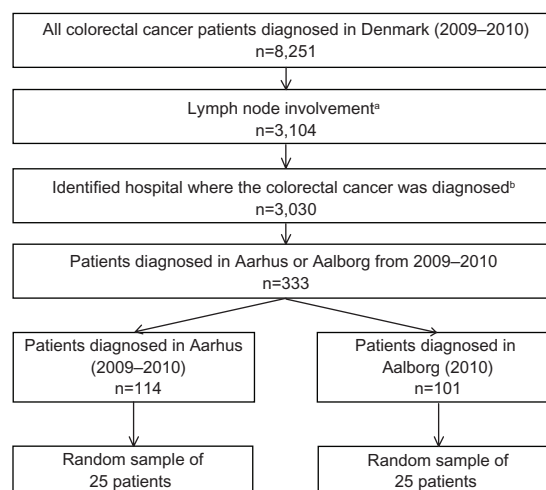 All colorectal cancer patients diagnosed in Denmark (2009–2010)
n=8,251
Lymph node involvementᵃ
n=3,104
Identified hospital where the colorectal cancer was diagnosedᵇ
n=3,030
Patients diagnosed in Aarhus or Aalborg from 2009–2010
n=333
Patients diagnosed in Aarhus
(2009–2010)
n=114
Patients diagnosed in
Aalborg (2010)
n=101
Random sample of
25 patients
Random sample of
25 patients